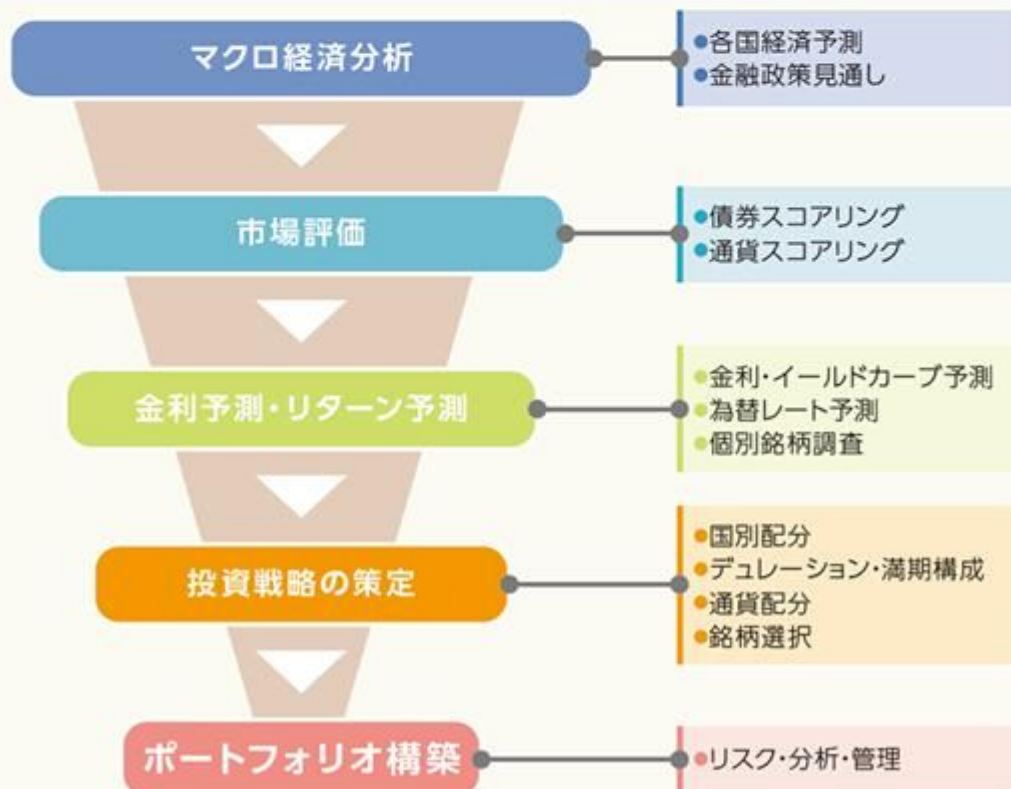 マクロ経済分析
●各国経済予測
●金融政策見通し
市場評価
●債券スコアリング
●通貨スコアリング
金利予測・リターン予測
●金利・イールドカーブ予測
●為替レート予測
●個別銘柄調査
投資戦略の策定
●国別配分
●デュレーション・満期構成
●通貨配分
●銘柄選択
ポートフォリオ構築
●リスク・分析・管理